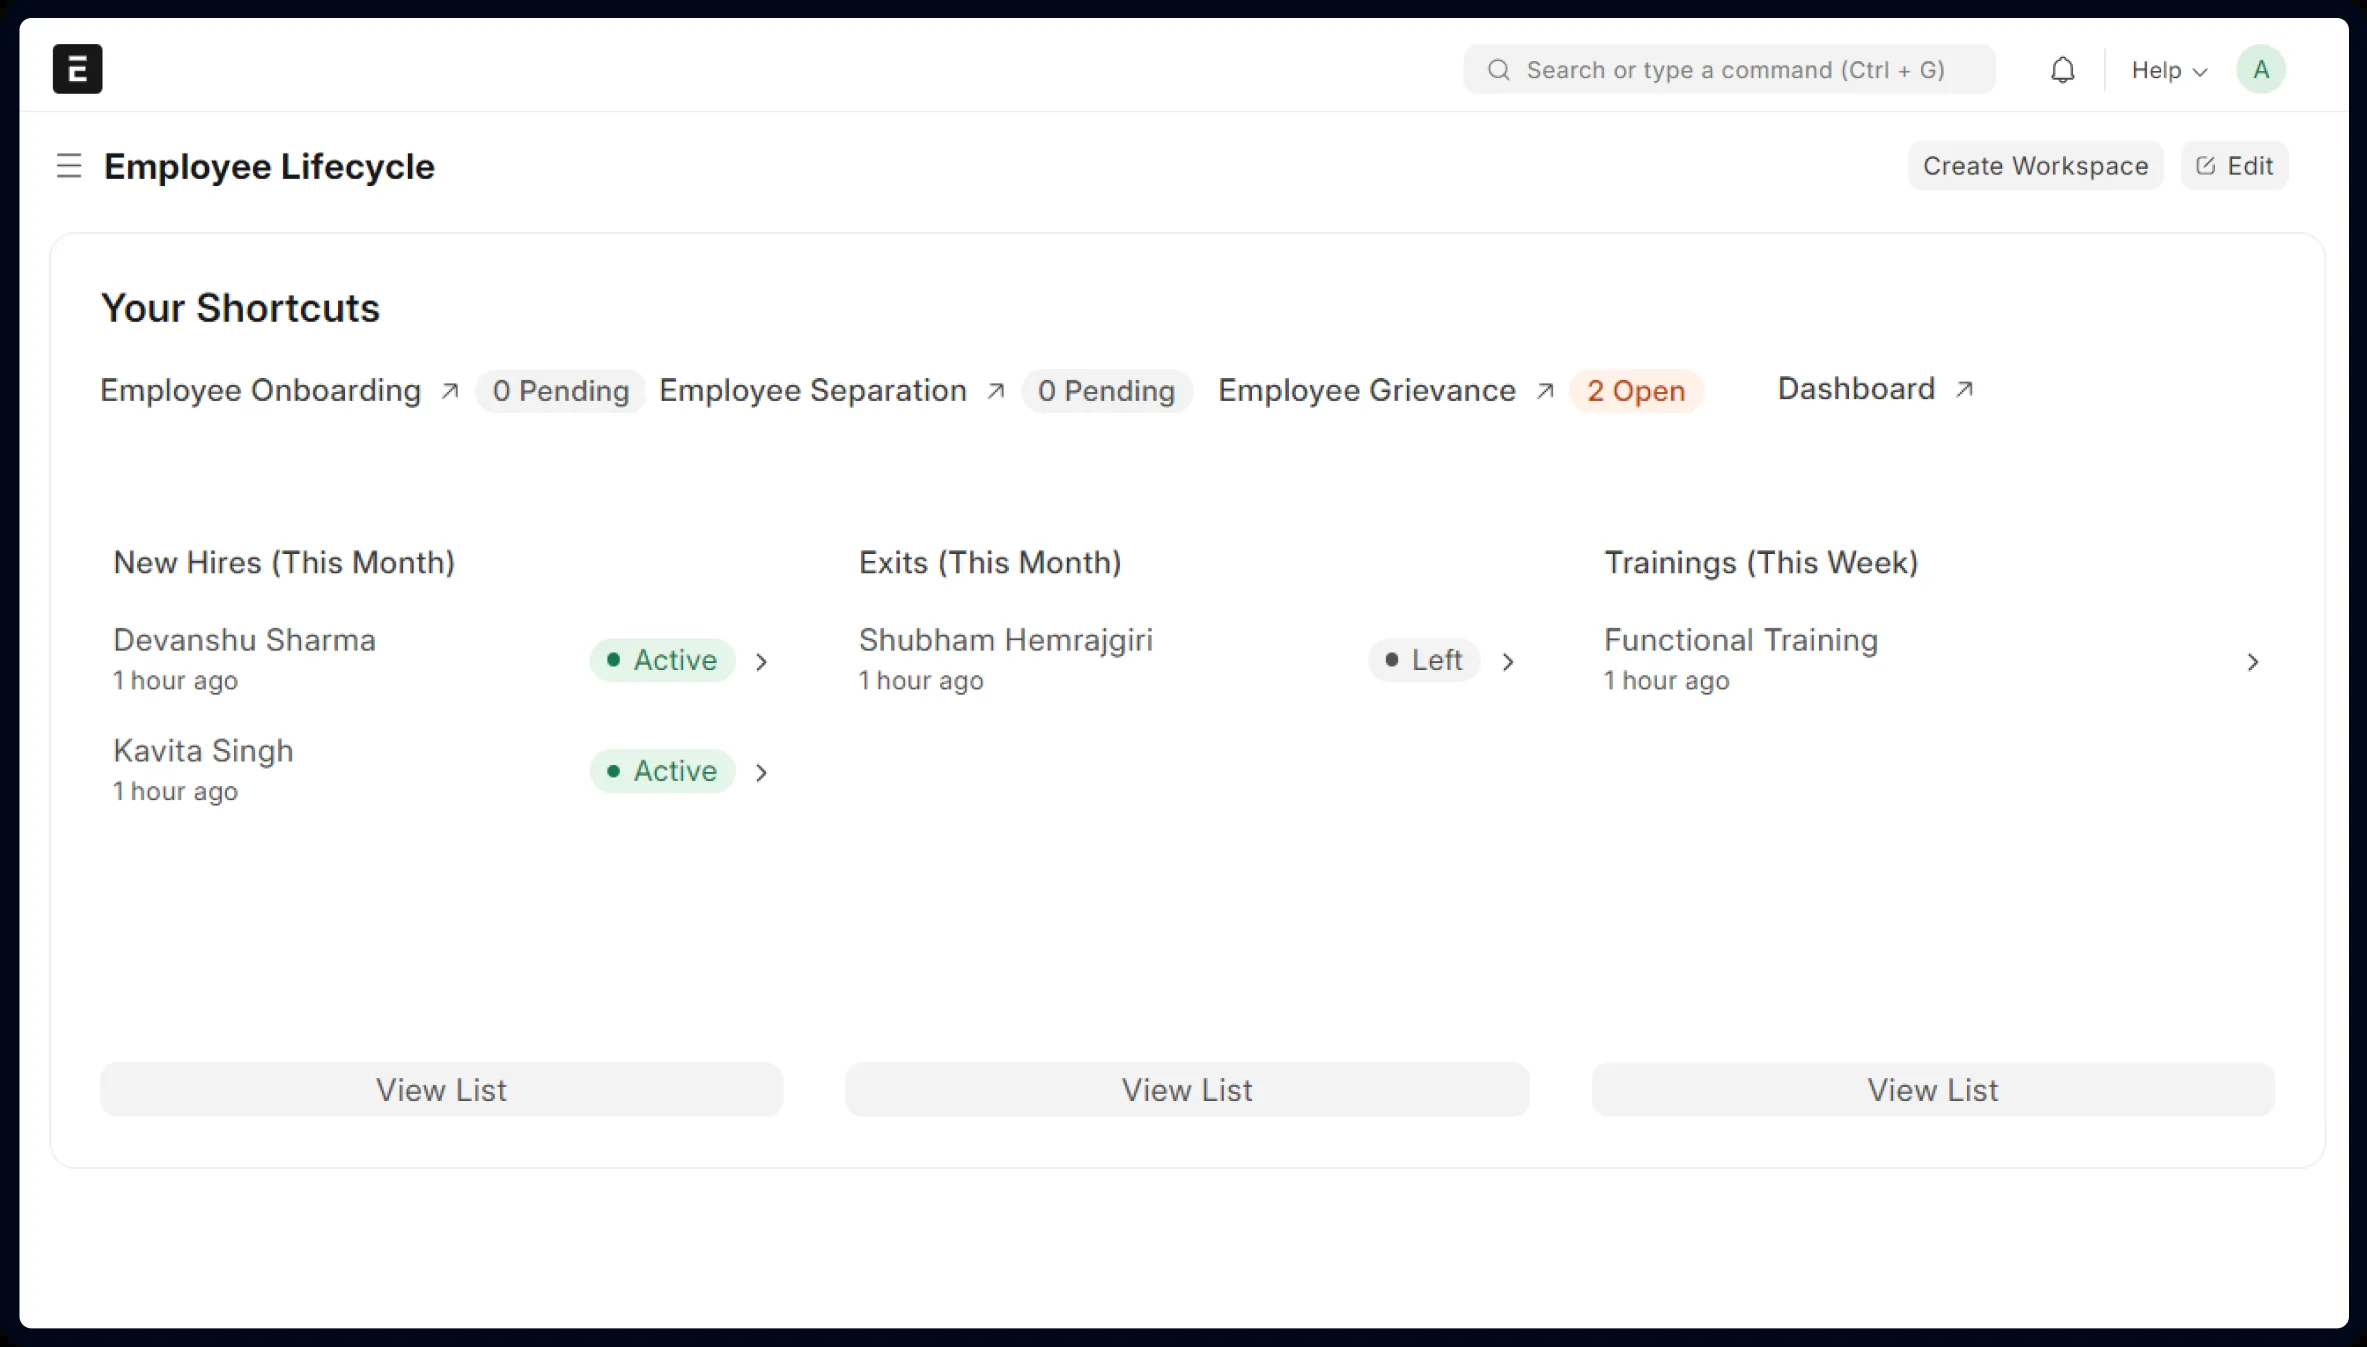 E
Search or type a command (Ctrl + G)
Help
A
Employee Lifecycle
Create Workspace
Edit
Your Shortcuts
Employee Onboarding 0 Pending Employee Separation 0 Pending Employee Grievance 2 Open Dashboard
New Hires (This Month)
Devanshu Sharma
1 hour ago
Active
Kavita Singh
1 hour ago
Active
View List
Exits (This Month)
Shubham Hemrajgiri
1 hour ago
Left
View List
Trainings (This Week)
Functional Training
1 hour ago
View List